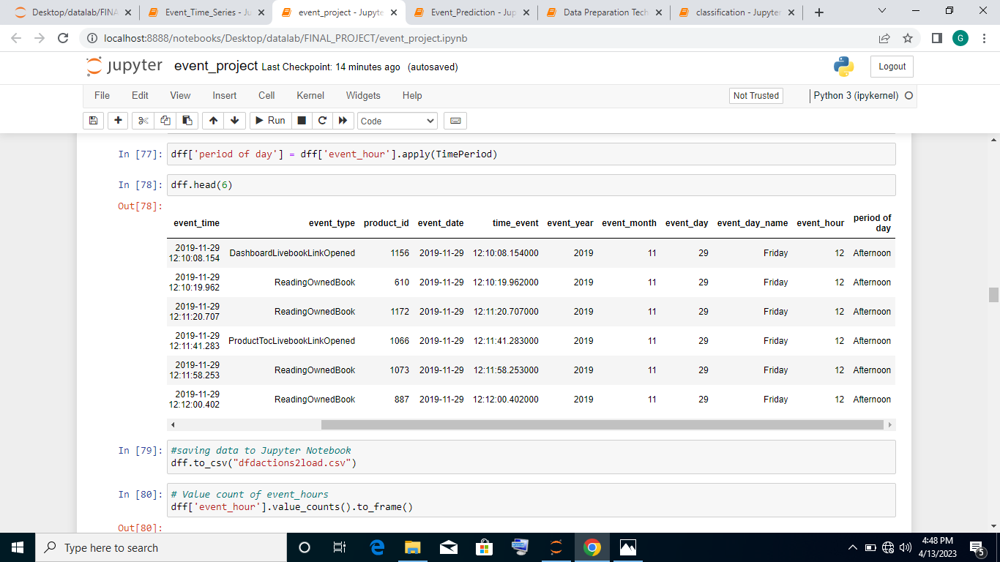 Desktop/datalab/FINA
Event_Time_Series - Ju
event_project - Jupyte
Event_Prediction - Jup
Data Preparation Tech
classification - Jupyter
localhost:8888/notebooks/Desktop/datalab/FINAL_PROJECT/event_project.ipynb
G
jupyter event_project Last Checkpoint: 14 minutes ago (autosaved)
Logout
File Edit View Insert Cell Kernel Widgets Help
Not Trusted
Python 3 (ipykernel)
Run
Code
In [77]: dff['period of day'] = dff['event_hour'].apply(TimePeriod)
In [78]: dff.head(6)
Out[78]:
event_time event_type product_id event_date time_event event_year event_month event_day event_day_name event_hour period of day
2019-11-29 12:10:08.154 DashboardLivebookLinkOpened 1156 2019-11-29 12:10:08.154000 2019 11 29 Friday 12 Afternoon
2019-11-29 12:10:19.962 ReadingOwnedBook 610 2019-11-29 12:10:19.962000 2019 11 29 Friday 12 Afternoon
2019-11-29 12:11:20.707 ReadingOwnedBook 1172 2019-11-29 12:11:20.707000 2019 11 29 Friday 12 Afternoon
2019-11-29 12:11:41.283 ProductTocLivebookLinkOpened 1066 2019-11-29 12:11:41.283000 2019 11 29 Friday 12 Afternoon
2019-11-29 12:11:58.253 ReadingOwnedBook 1073 2019-11-29 12:11:58.253000 2019 11 29 Friday 12 Afternoon
2019-11-29 12:12:00.402 ReadingOwnedBook 887 2019-11-29 12:12:00.402000 2019 11 29 Friday 12 Afternoon
In [79]: #saving data to Jupyter Notebook
dff.to_csv("dfdactions2load.csv")
In [80]: # Value count of event_hours
dff['event_hour'].value_counts().to_frame()
Out[80]:
Type here to search
4:48 PM
4/13/2023
5